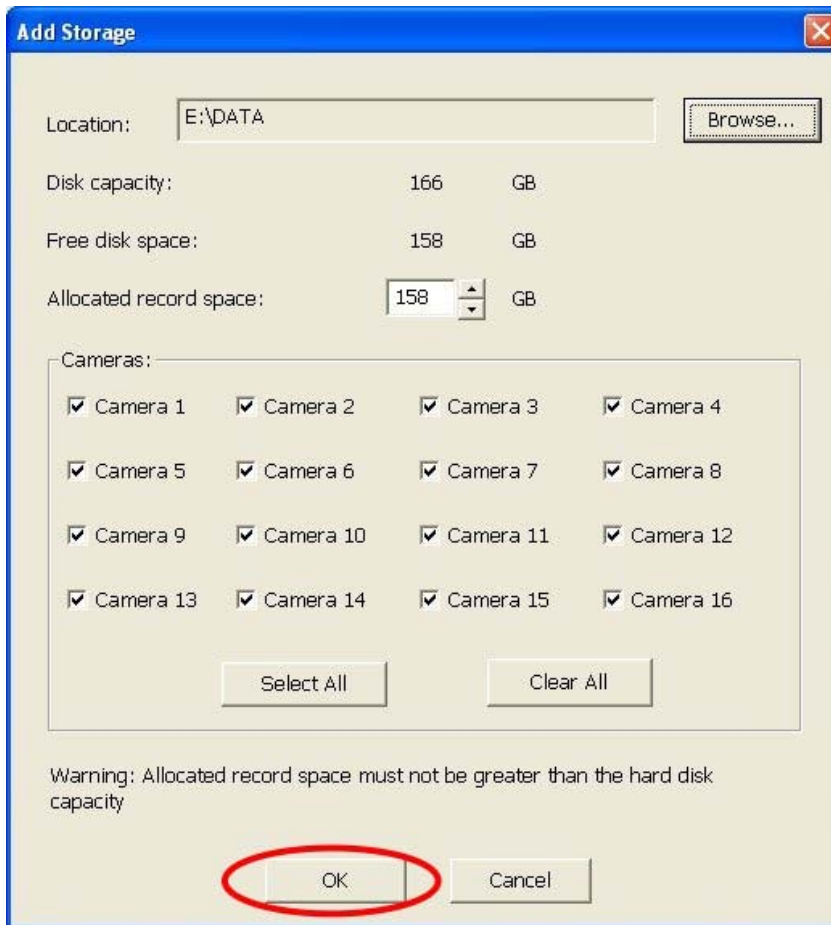 Add Storage
Location: E:\DATA Browse...
Disk capacity: 166 GB
Free disk space: 158 GB
Allocated record space: 158 GB
Cameras:
Camera 1 Camera 2 Camera 3 Camera 4
Camera 5 Camera 6 Camera 7 Camera 8
Camera 9 Camera 10 Camera 11 Camera 12
Camera 13 Camera 14 Camera 15 Camera 16
Select All Clear All
Warning: Allocated record space must not be greater than the hard disk
capacity
OK Cancel